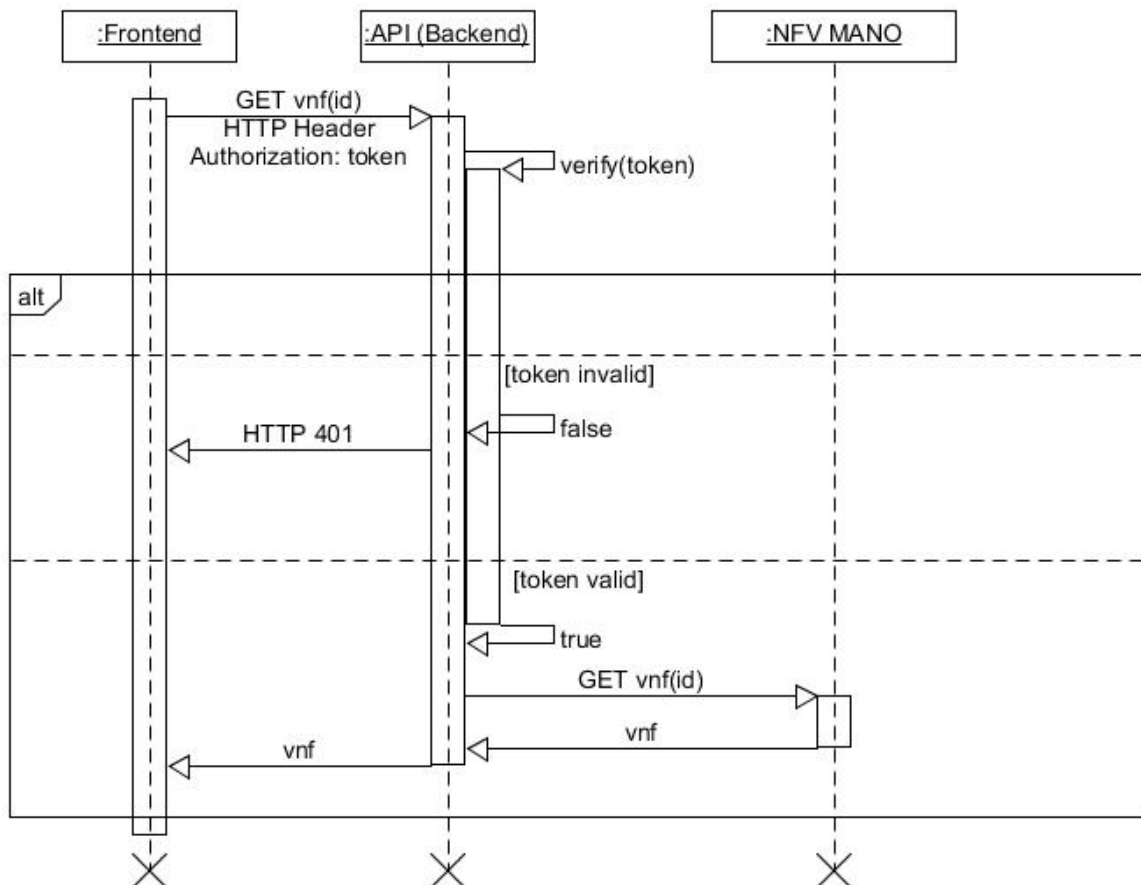 :Frontend
:API (Backend)
:NFV MANO
GET vnf(id)
HTTP Header
Authorization: token
verify(token)
alt
[token invalid]
false
HTTP 401
[token valid]
true
GET vnf(id)
vnf
vnf